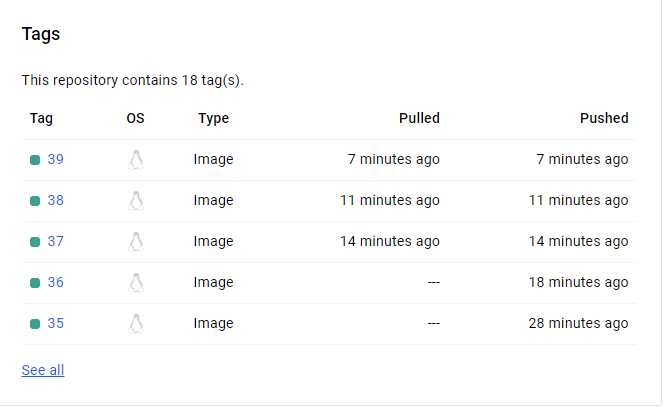 Tags
This repository contains 18 tag(s).
Tag OS Type Pulled Pushed
39 Image 7 minutes ago 7 minutes ago
38 Image 11 minutes ago 11 minutes ago
37 Image 14 minutes ago 14 minutes ago
36 Image --- 18 minutes ago
35 Image --- 28 minutes ago
See all